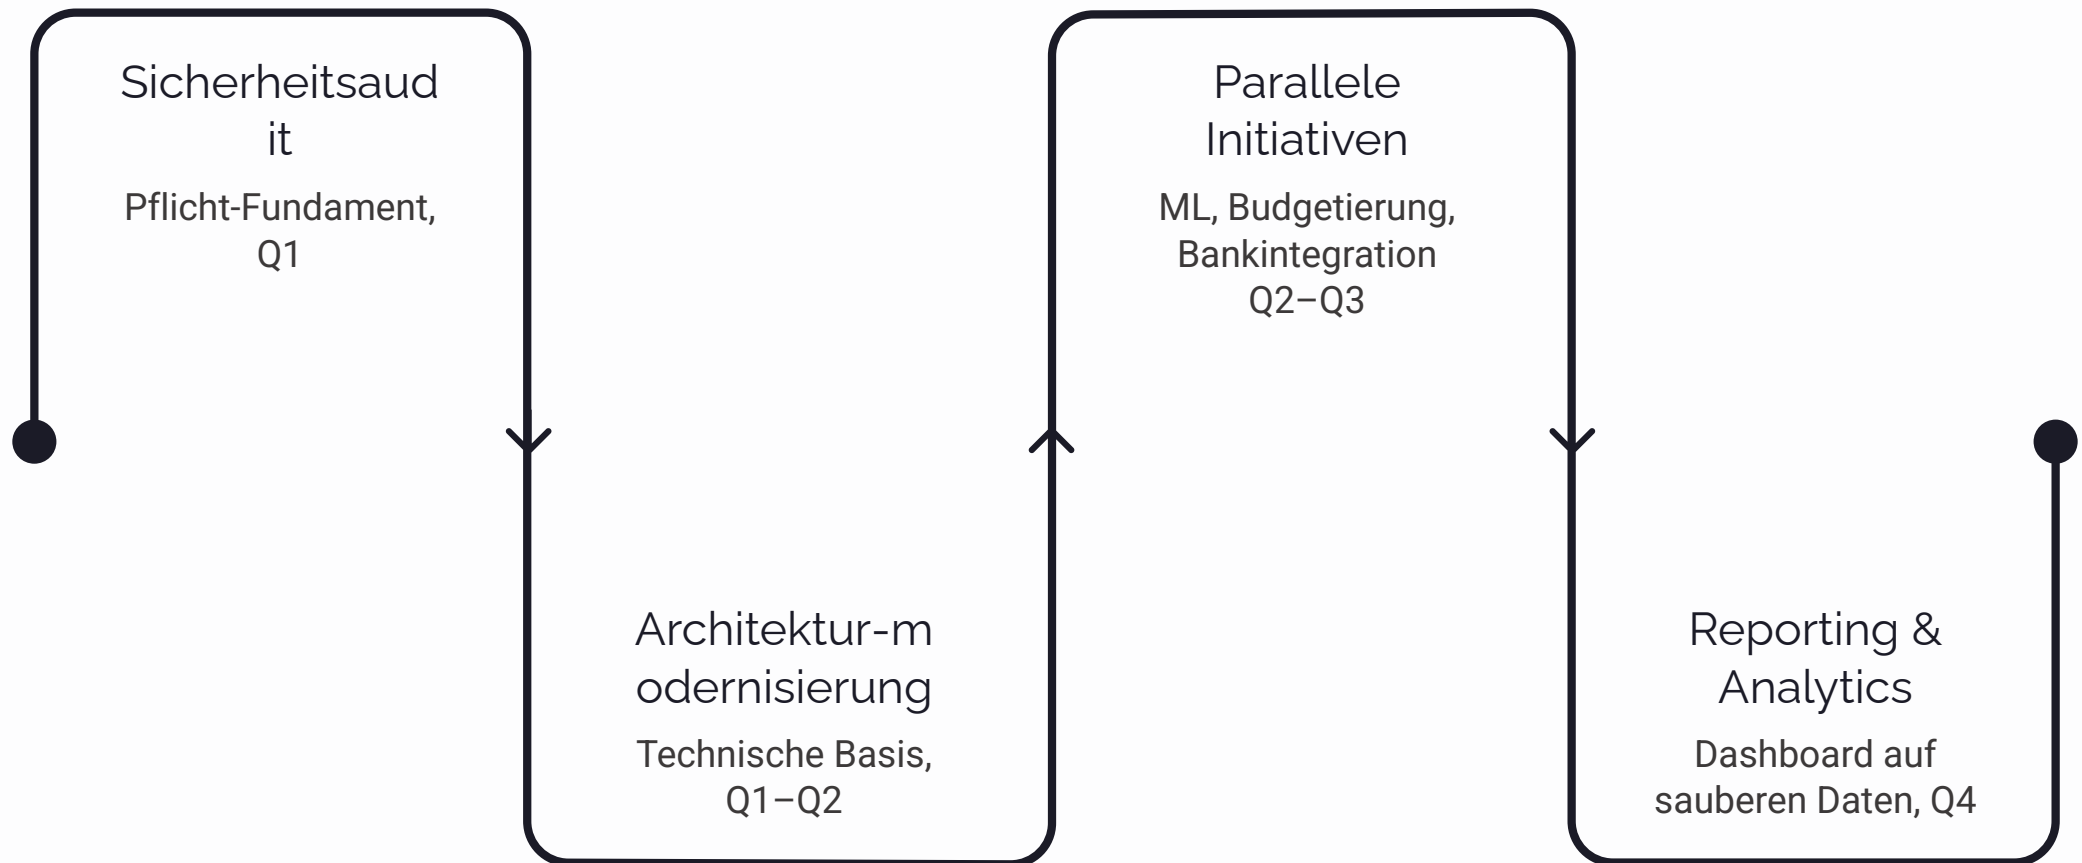 Sicherheitsaud
it
Pflicht-Fundament,
Q1
Architektur-m
odernisierung
Technische Basis,
Q1–Q2
Parallele
Initiativen
ML, Budgetierung,
Bankintegration
Q2–Q3
Reporting &
Analytics
Dashboard auf
sauberen Daten, Q4